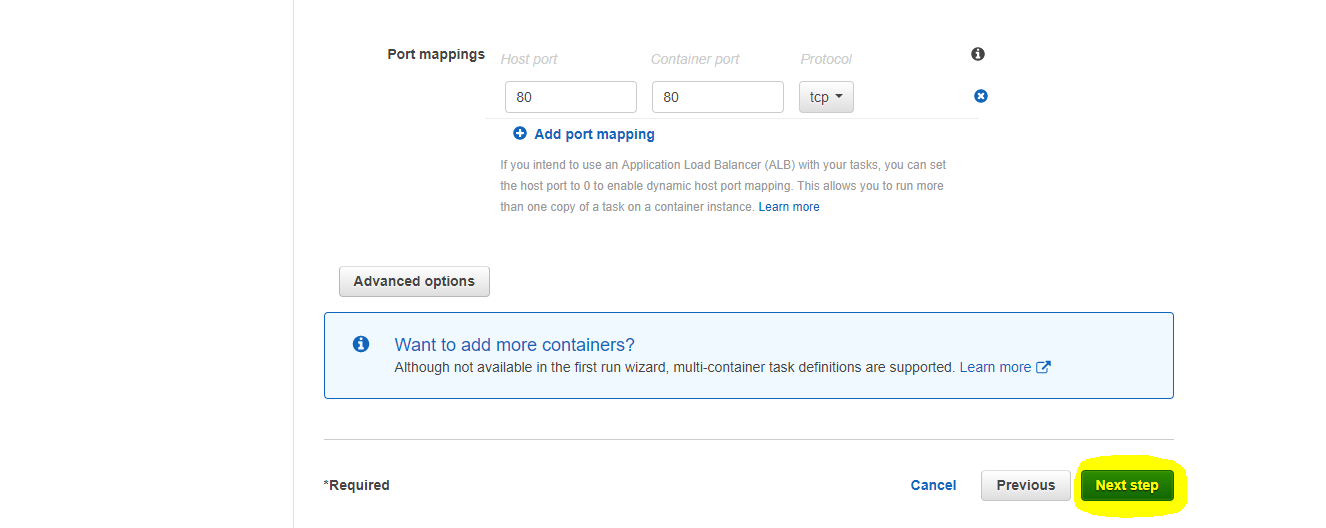 Port mappings Host port Container port Protocol
80 80 tcp
Add port mapping
If you intend to use an Application Load Balancer (ALB) with your tasks, you can set
the host port to 0 to enable dynamic host port mapping. This allows you to run more
than one copy of a task on a container instance. Learn more
Advanced options
Want to add more containers?
Although not available in the first run wizard, multi-container task definitions are supported. Learn more
*Required Cancel Previous Next step